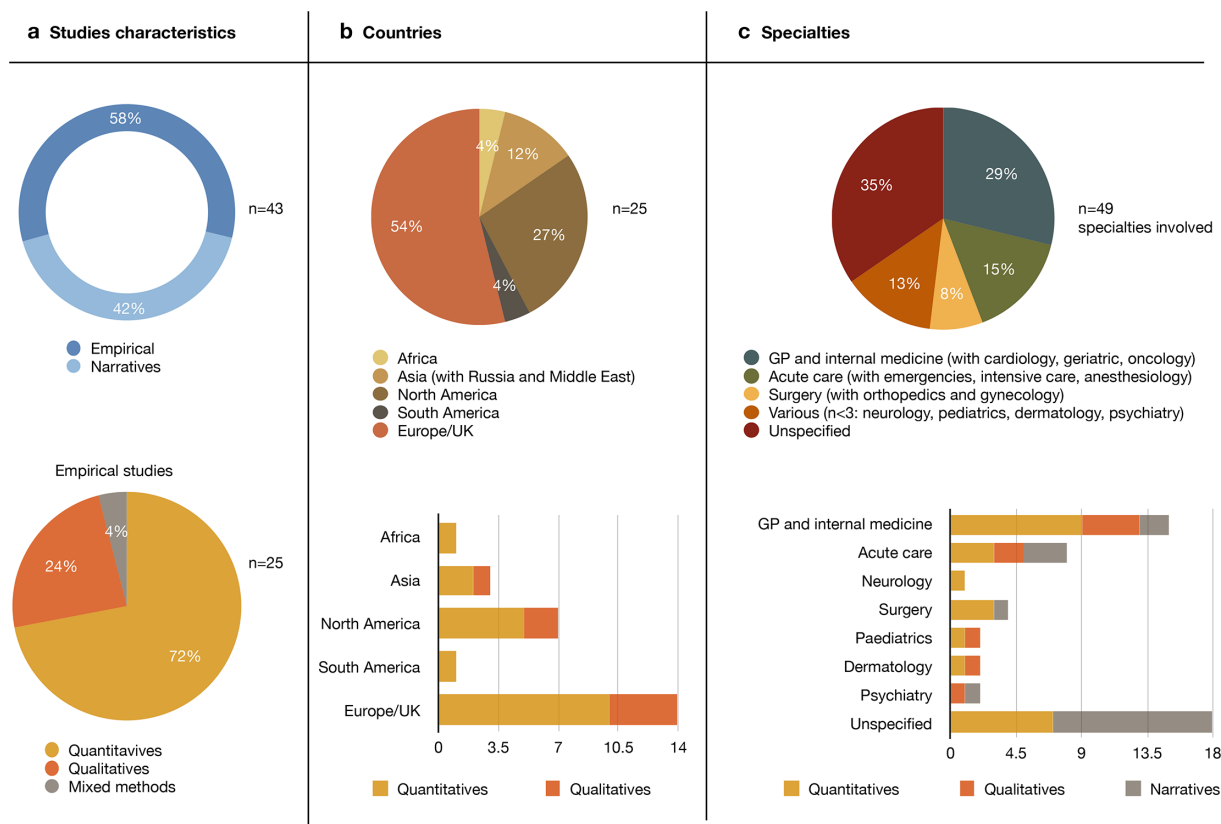 a Studies characteristics
58%
n=43
42%
Empirical
Narratives
Empirical studies
4%
24%
n=25
72%
Quantitavives
Qualitatives
Mixed methods
b Countries
4%
12%
n=25
54%
27%
4%
Africa
Asia (with Russia and Middle East)
North America
South America
Europe/UK
Africa
Asia
North America
South America
Europe/UK
0 3.5 7 10.5 14
Quantitatives Qualitatives
c Specialties
35%
29%
n=49
specialties involved
15%
13%
8%
GP and internal medicine (with cardiology, geriatric, oncology)
Acute care (with emergencies, intensive care, anesthesiology)
Surgery (with orthopedics and gynecology)
Various (n<3: neurology, pediatrics, dermatology, psychiatry)
Unspecified
GP and internal medicine
Acute care
Neurology
Surgery
Paediatrics
Dermatology
Psychiatry
Unspecified
0 4.5 9 13.5 18
Quantitatives Qualitatives Narratives